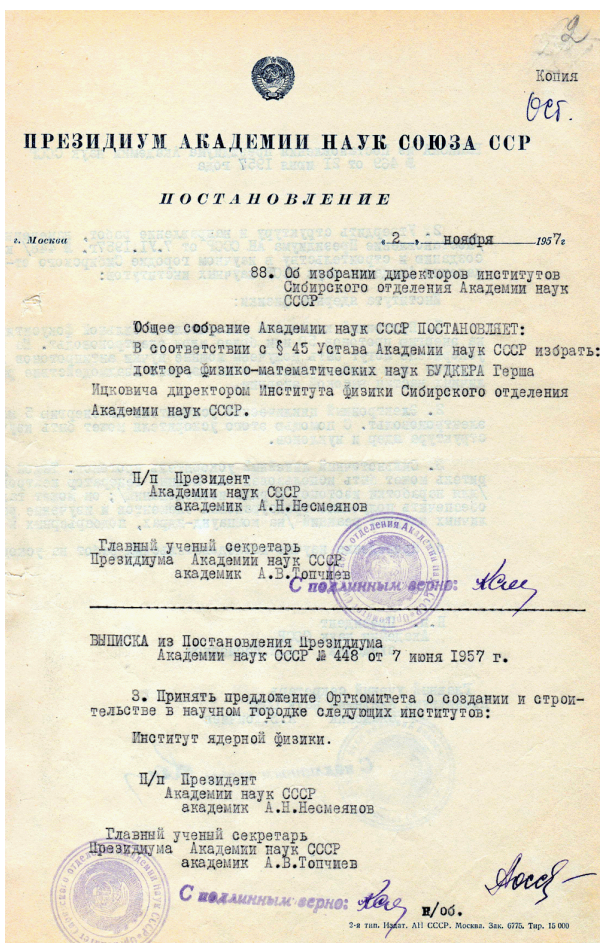 2
Копия
Ост.
ПРЕЗИДИУМ АКАДЕМИИ НАУК СОЮЗА ССР
ПОСТАНОВЛЕНИЕ
г. Москва „2„ ноября 1957г
88. Об избрании директоров институтов
Сибирского отделения Академии наук
СССР
Общее собрание Академии наук СССР ПОСТАНОВЛЯЕТ:
В соответствии с § 45 Устава Академии наук СССР избрать:
доктора физико-математических наук БУДКЕРА Герша
Ицковича директором Института физики Сибирского отделения
Академии наук СССР.
П/п Президент
Академии наук СССР
академик А.Н.Несмеянов
Главный ученый секретарь
Президиума Академии наук СССР
академик А.В.Топчиев
С подлинным верно:
ВЫПИСКА из Постановления Президиума
Академии наук СССР № 448 от 7 июня 1957 г.
3. Принять предложение Оргкомитета о создании и строи-
тельстве в научном городке следующих институтов:
Институт ядерной физики.
П/п Президент
Академии наук СССР
академик А.Н.Несмеянов
Главный ученый секретарь
Президиума Академии наук СССР
академик А.В.Топчиев
С подлинным верно:
н/об.
2-я тип. Издат. АН СССР. Москва. Зак. 6775. Тир. 15 000